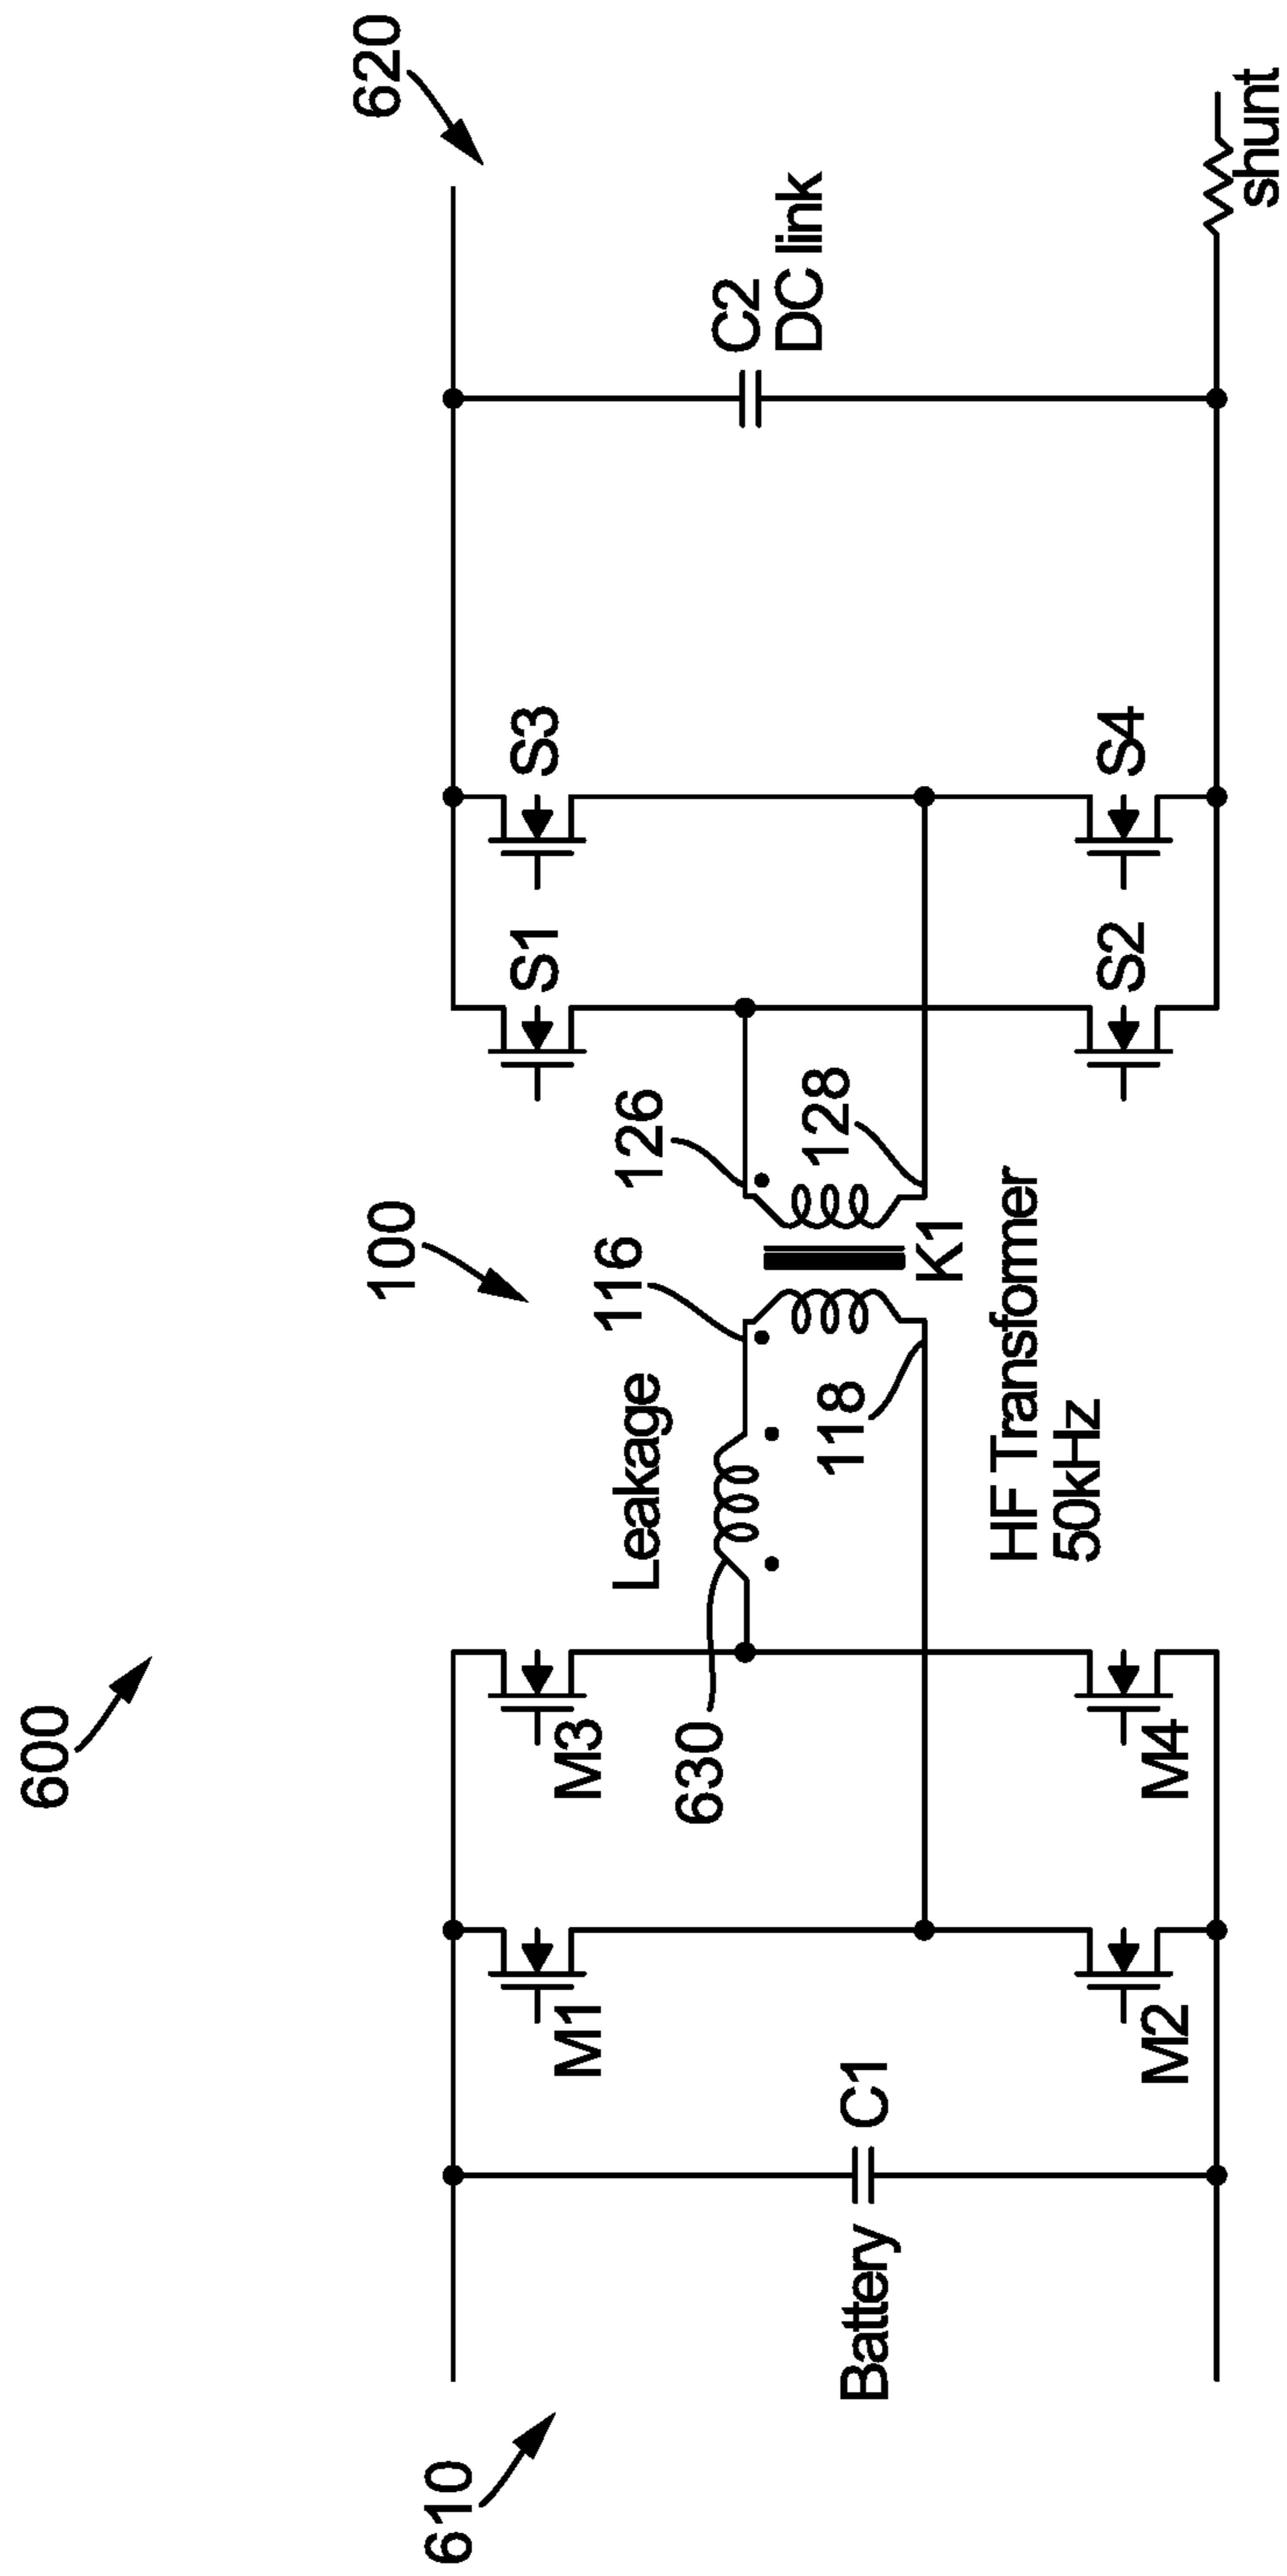 600
610
620
100
Battery
C1
M1
M2
M3
M4
630
Leakage
116
118
126
128
K1
HF Transformer
50kHz
S1
S2
S3
S4
C2
DC link
shunt